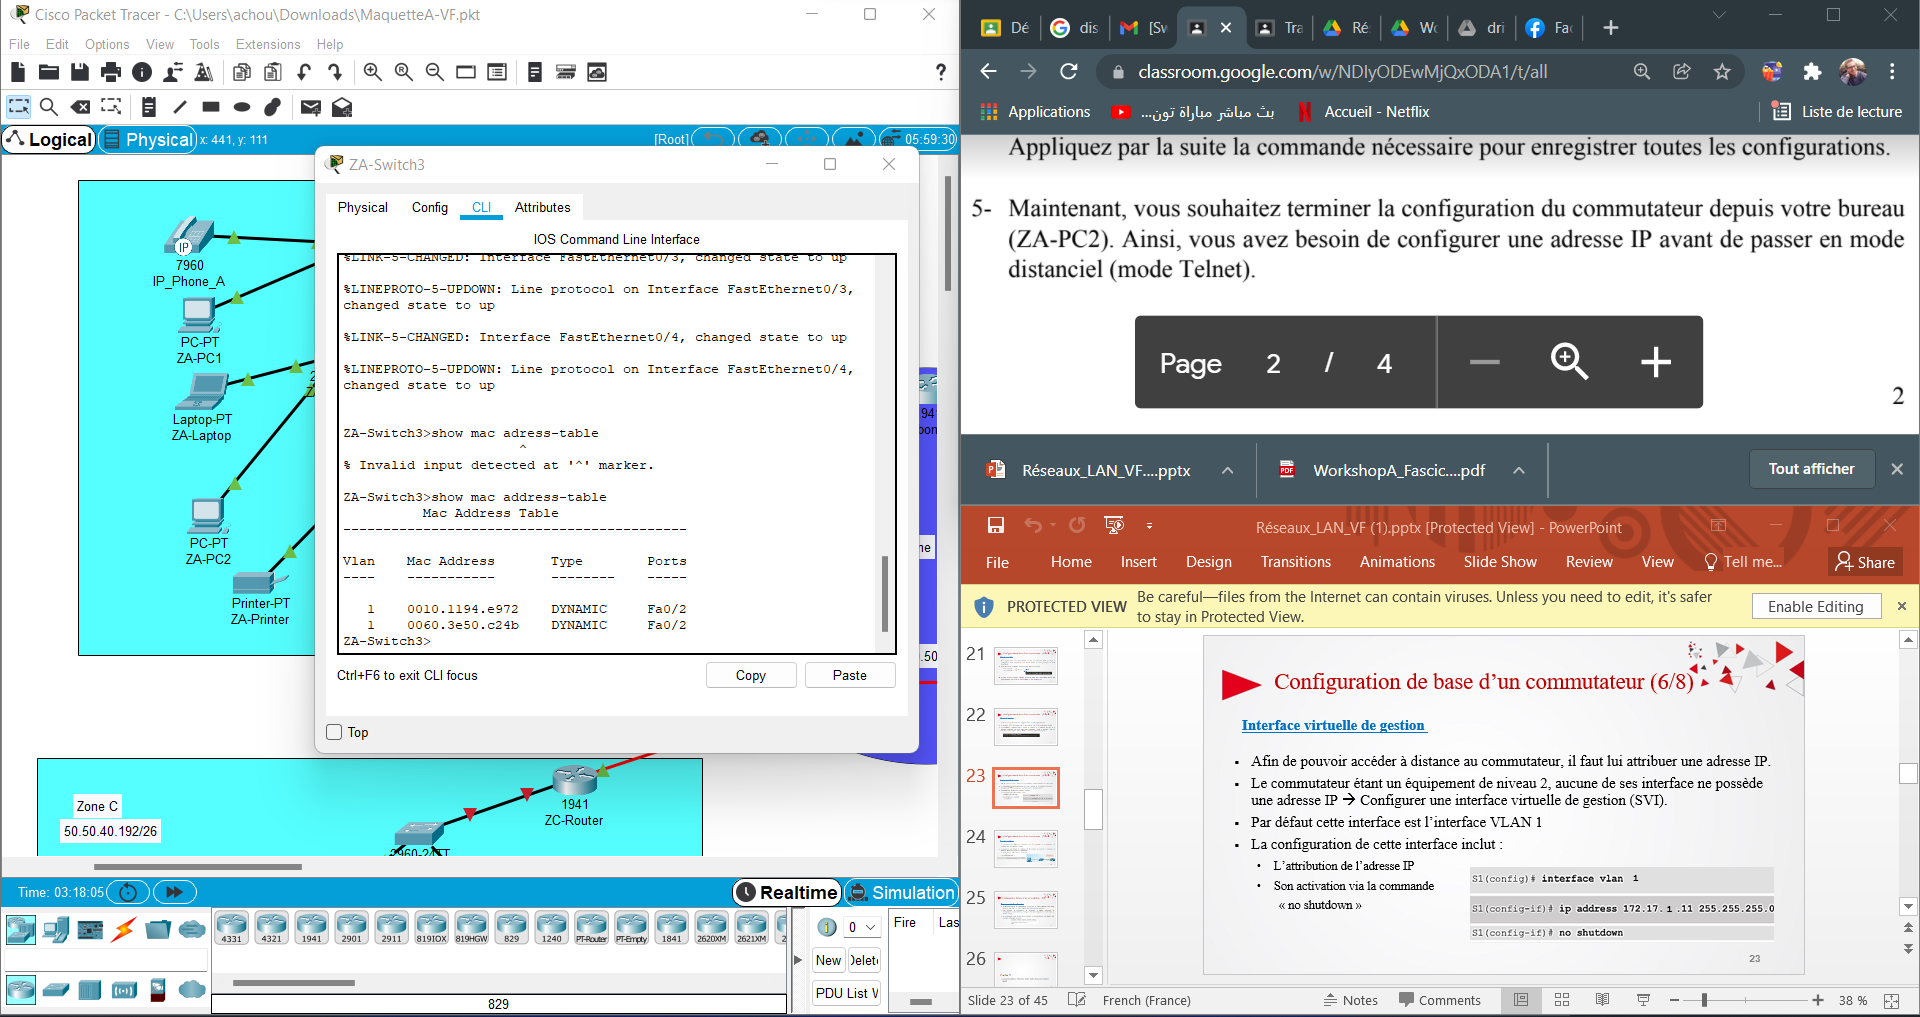 Cisco Packet Tracer - C:\Users\achou\Downloads\MaquetteA-VF.pkt
File Edit Options View Tools Extensions Help
Logical Physical x: 441, y: 111 [Root] 05:59:30
IP
7960
IP_Phone_A
PC-PT
ZA-PC1
Laptop-PT
ZA-Laptop
PC-PT
ZA-PC2
Printer-PT
ZA-Printer
ZA-Switch3
Physical Config CLI Attributes
IOS Command Line Interface
%LINK-5-CHANGED: Interface FastEthernet0/3, changed state to up
%LINEPROTO-5-UPDOWN: Line protocol on Interface FastEthernet0/3,
changed state to up
%LINK-5-CHANGED: Interface FastEthernet0/4, changed state to up
%LINEPROTO-5-UPDOWN: Line protocol on Interface FastEthernet0/4,
changed state to up
ZA-Switch3>show mac adress-table
^
% Invalid input detected at '^' marker.
ZA-Switch3>show mac address-table
Mac Address Table
-------------------------------------------
Vlan Mac Address Type Ports
---- ----------- -------- -----
1 0010.1194.e972 DYNAMIC Fa0/2
1 0060.3e50.c24b DYNAMIC Fa0/2
ZA-Switch3>
Ctrl+F6 to exit CLI focus
Copy Paste
Top
Zone C
50.50.40.192/26
1941
ZC-Router
2960-24TT
Time: 03:18:05
Realtime Simulation
4331 4321 1941 2901 2911 819IOX 819HGW 829 1240 PT-Router PT-Empty 1841 2620XM 2621XM
829
0
New
PDU List W
Fire Las
Dé dis [Sw Tra Ré Wo dri Fac
classroom.google.com/w/NDIyODEwMjQxODA1/t/all
Applications بث مباشر مباراة تون... Accueil - Netflix Liste de lecture
Appliquez par la suite la commande nécessaire pour enregistrer toutes les configurations.
5- Maintenant, vous souhaitez terminer la configuration du commutateur depuis votre bureau
(ZA-PC2). Ainsi, vous avez besoin de configurer une adresse IP avant de passer en mode
distanciel (mode Telnet).
Page 2 / 4
2
Réseaux_LAN_VF....pptx WorkshopA_Fascic....pdf Tout afficher
Réseaux_LAN_VF (1).pptx [Protected View] - PowerPoint
File Home Insert Design Transitions Animations Slide Show Review View Tell me... Share
PROTECTED VIEW Be careful—files from the Internet can contain viruses. Unless you need to edit, it's safer
to stay in Protected View.
Enable Editing
21
22
23
24
25
26
Configuration de base d'un commutateur (6/8)
Interface virtuelle de gestion
Afin de pouvoir accéder à distance au commutateur, il faut lui attribuer une adresse IP.
Le commutateur étant un équipement de niveau 2, aucune de ses interface ne possède
une adresse IP → Configurer une interface virtuelle de gestion (SVI).
Par défaut cette interface est l'interface VLAN 1
La configuration de cette interface inclut :
L'attribution de l'adresse IP
Son activation via la commande
« no shutdown »
S1(config)# interface vlan 1
S1(config-if)# ip address 172.17.1.11 255.255.255.0
S1(config-if)# no shutdown
23
Slide 23 of 45 French (France) Notes Comments 38 %